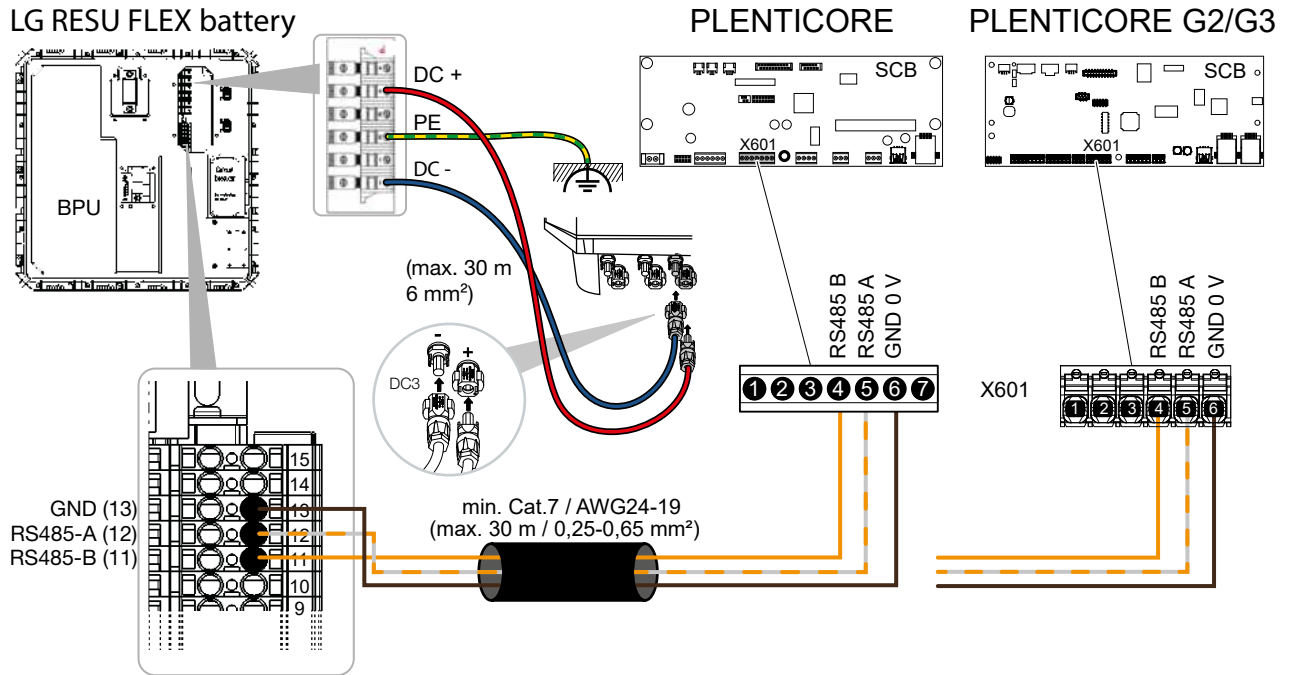 LG RESU FLEX battery
PLENTICORE
PLENTICORE G2/G3
DC +
PE
DC -
BPU
SCB
X601
SCB
X601
(max. 30 m
6 mm²)
- +
DC3
RS485 B
RS485 A
GND 0 V
1 2 3 4 5 6 7
X601
RS485 B
RS485 A
GND 0 V
1 2 3 4 5 6
15
14
GND (13) 13
RS485-A (12) 12
RS485-B (11) 11
10
9
min. Cat.7 / AWG24-19
(max. 30 m / 0,25-0,65 mm²)